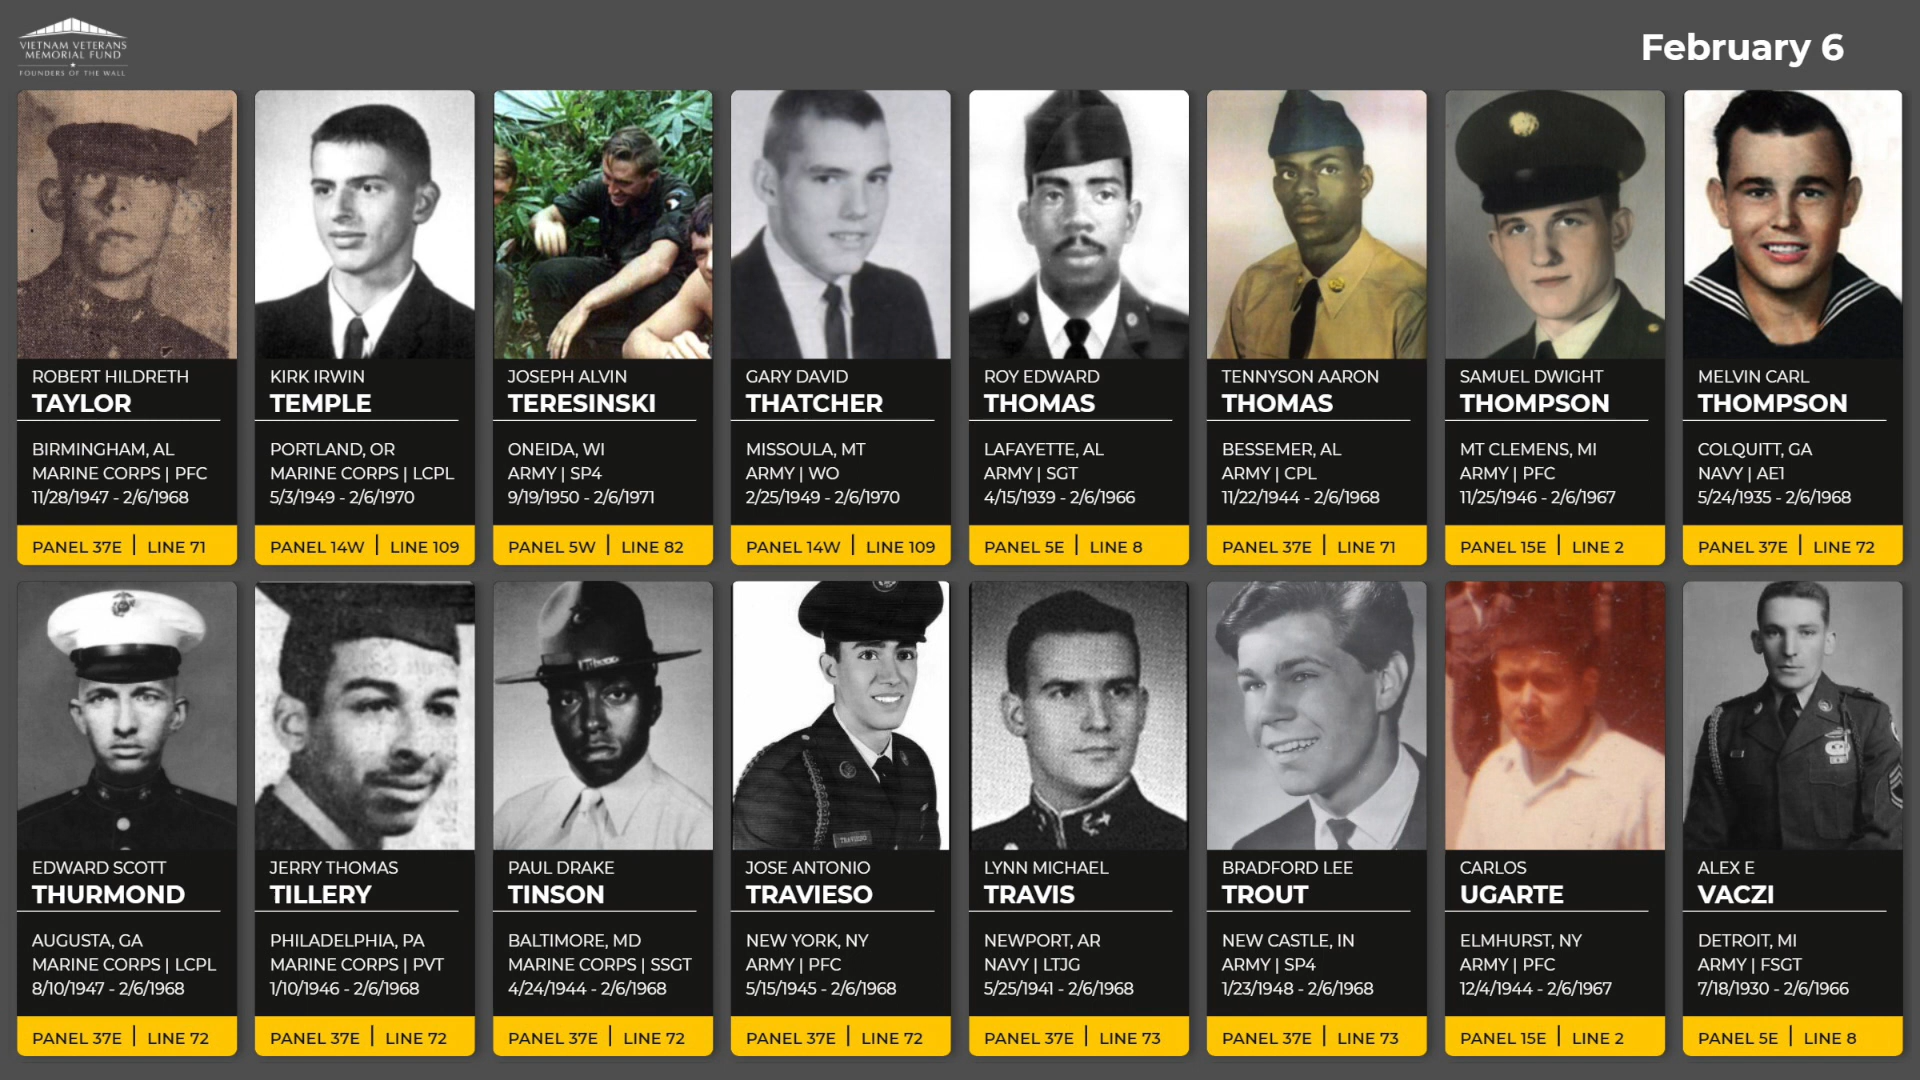 VIETNAM VETERANS
MEMORIAL FUND
FOUNDERS OF THE WALL
February 6
ROBERT HILDRETH
TAYLOR
BIRMINGHAM, AL
MARINE CORPS | PFC
11/28/1947 - 2/6/1968
PANEL 37E | LINE 71
KIRK IRWIN
TEMPLE
PORTLAND, OR
MARINE CORPS | LCPL
5/3/1949 - 2/6/1970
PANEL 14W | LINE 109
JOSEPH ALVIN
TERESINSKI
ONEIDA, WI
ARMY | SP4
9/19/1950 - 2/6/1971
PANEL 5W | LINE 82
GARY DAVID
THATCHER
MISSOULA, MT
ARMY | WO
2/25/1949 - 2/6/1970
PANEL 14W | LINE 109
ROY EDWARD
THOMAS
LAFAYETTE, AL
ARMY | SGT
4/15/1939 - 2/6/1966
PANEL 5E | LINE 8
TENNYSON AARON
THOMAS
BESSEMER, AL
ARMY | CPL
11/22/1944 - 2/6/1968
PANEL 37E | LINE 71
SAMUEL DWIGHT
THOMPSON
MT CLEMENS, MI
ARMY | PFC
11/25/1946 - 2/6/1967
PANEL 15E | LINE 2
MELVIN CARL
THOMPSON
COLQUITT, GA
NAVY | AE1
5/24/1935 - 2/6/1968
PANEL 37E | LINE 72
EDWARD SCOTT
THURMOND
AUGUSTA, GA
MARINE CORPS | LCPL
8/10/1947 - 2/6/1968
PANEL 37E | LINE 72
JERRY THOMAS
TILLERY
PHILADELPHIA, PA
MARINE CORPS | PVT
1/10/1946 - 2/6/1968
PANEL 37E | LINE 72
PAUL DRAKE
TINSON
BALTIMORE, MD
MARINE CORPS | SSGT
4/24/1944 - 2/6/1968
PANEL 37E | LINE 72
TRAVIESO
JOSE ANTONIO
TRAVIESO
NEW YORK, NY
ARMY | PFC
5/15/1945 - 2/6/1968
PANEL 37E | LINE 72
LYNN MICHAEL
TRAVIS
NEWPORT, AR
NAVY | LTJG
5/25/1941 - 2/6/1968
PANEL 37E | LINE 73
BRADFORD LEE
TROUT
NEW CASTLE, IN
ARMY | SP4
1/23/1948 - 2/6/1968
PANEL 37E | LINE 73
CARLOS
UGARTE
ELMHURST, NY
ARMY | PFC
12/4/1944 - 2/6/1967
PANEL 15E | LINE 2
ALEX E
VACZI
DETROIT, MI
ARMY | FSGT
7/18/1930 - 2/6/1966
PANEL 5E | LINE 8